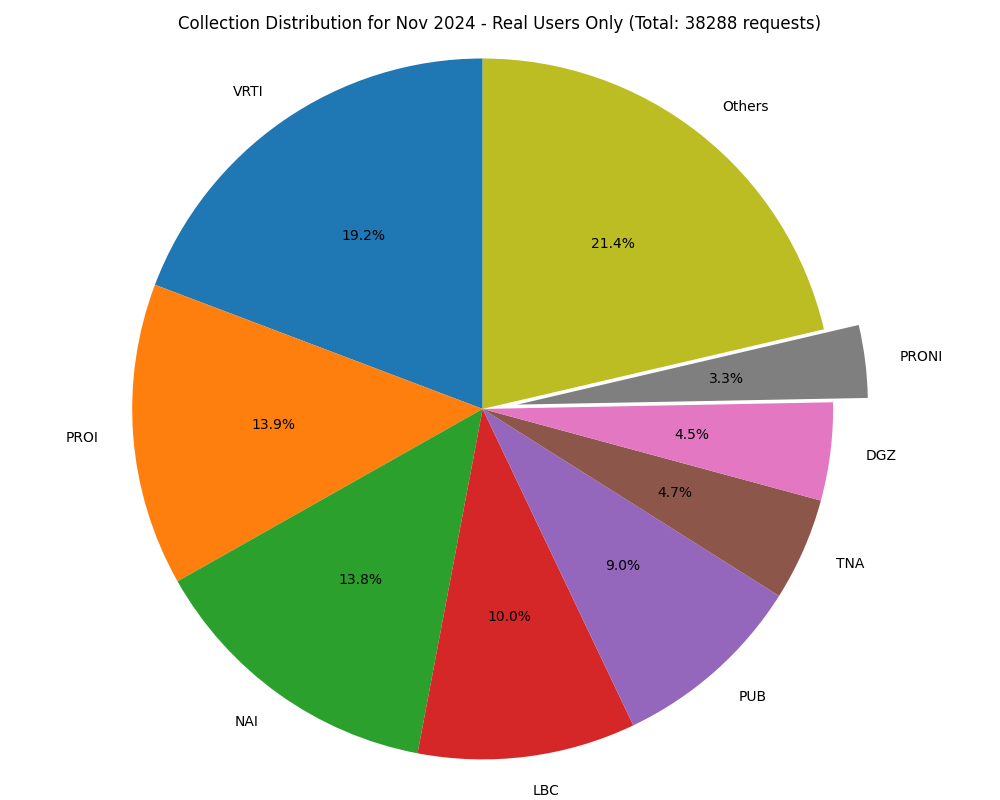 Collection Distribution for Nov 2024 - Real Users Only (Total: 38288 requests)
VRTI
19.2%
PROI
13.9%
NAI
13.8%
LBC
10.0%
PUB
9.0%
TNA
4.7%
DGZ
4.5%
PRONI
3.3%
Others
21.4%